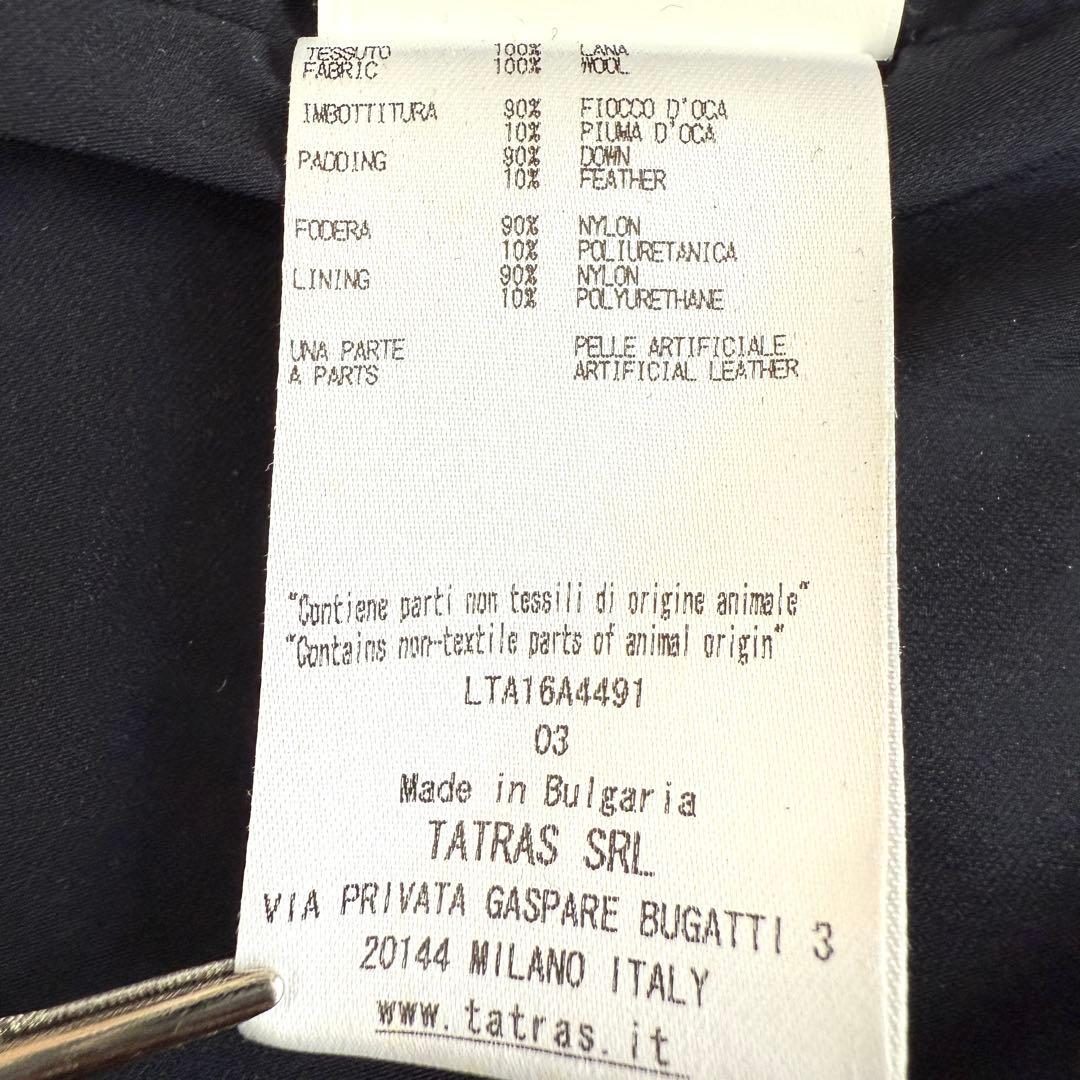 TESSUTO 100% LANA
FABRIC 100% WOOL
IMBOTTITURA 90% FIOCCO D'OCA
10% PIUMA D'OCA
PADDING 90% DOWN
10% FEATHER
FODERA 90% NYLON
10% POLIURETANICA
LINING 90% NYLON
10% POLYURETHANE
UNA PARTE PELLE ARTIFICIALE
A PARTS ARTIFICIAL LEATHER
"Contiene parti non tessili di origine animale"
"Contains non-textile parts of animal origin"
LTA16A4491
03
Made in Bulgaria
TATRAS SRL
VIA PRIVATA GASPARE BUGATTI 3
20144 MILANO ITALY
www.tatras.it